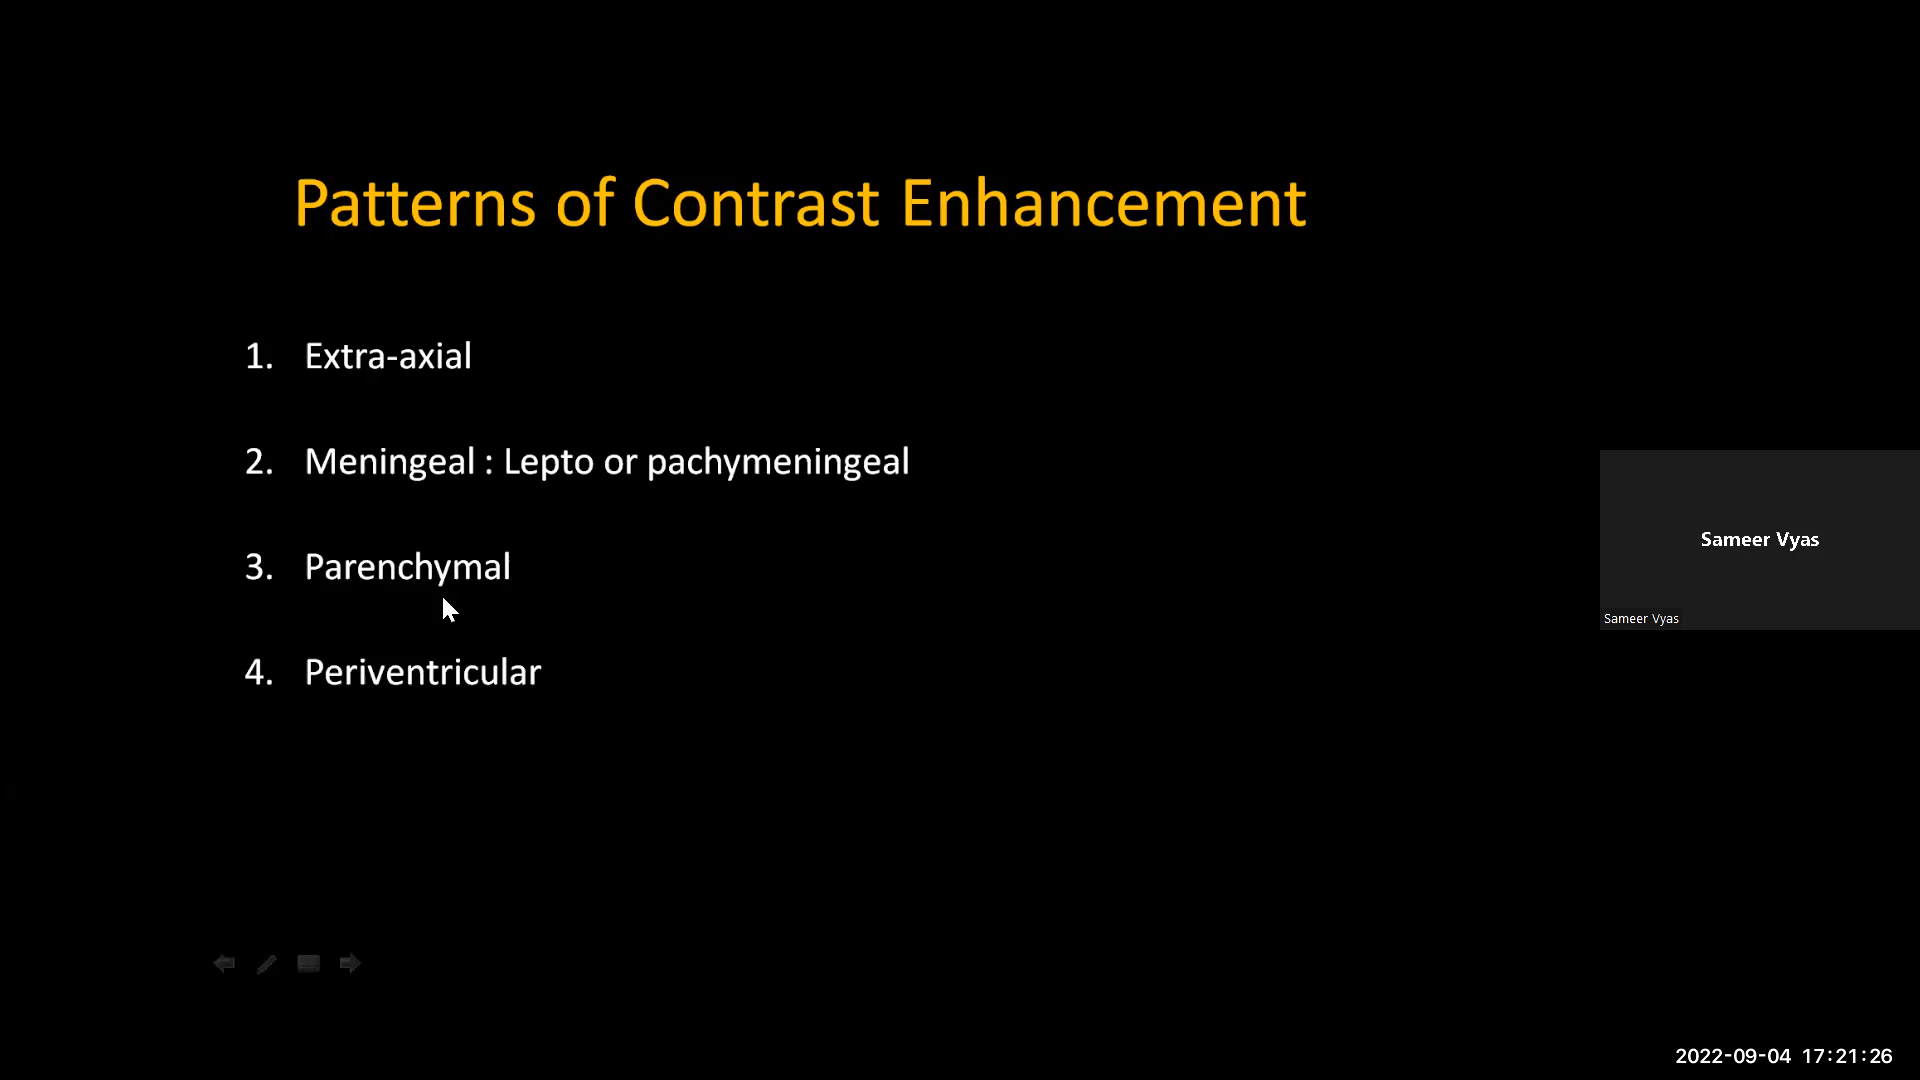 Patterns of Contrast Enhancement
1. Extra-axial
2. Meningeal : Lepto or pachymeningeal
3. Parenchymal
4. Periventricular
Sameer Vyas
Sameer Vyas
2022-09-04 17:21:26